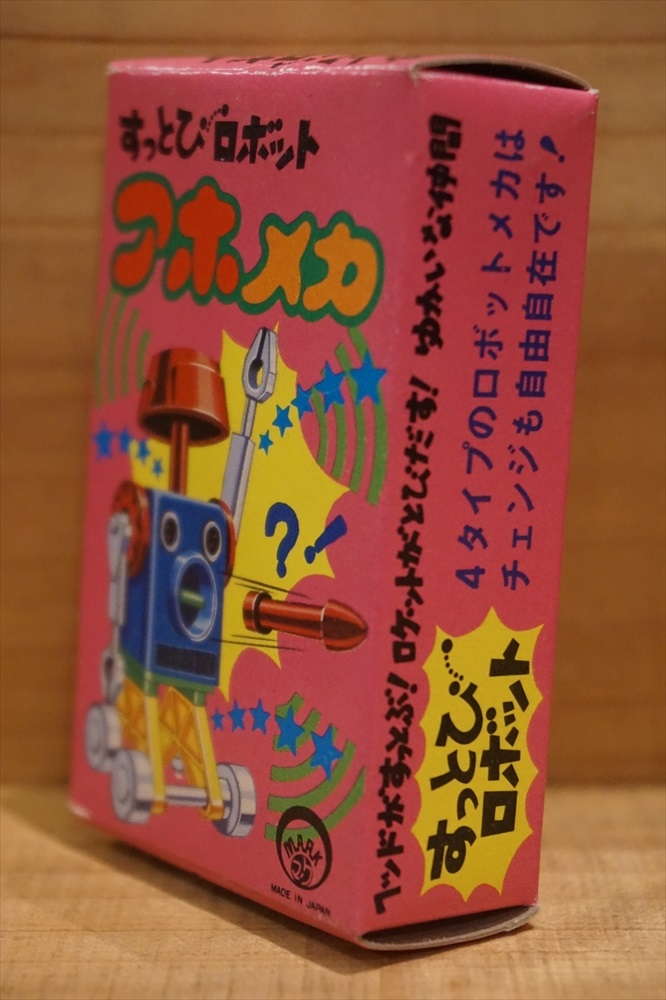 すっとびロボット
アホメカ
?!
MARK
MADE IN JAPAN
ヘッドがすっとぶ! ロケットがとびだす! ゆかいな仲間
4タイプのロボットメカは
チェンジも自由自在です!
すっとび
ロボット